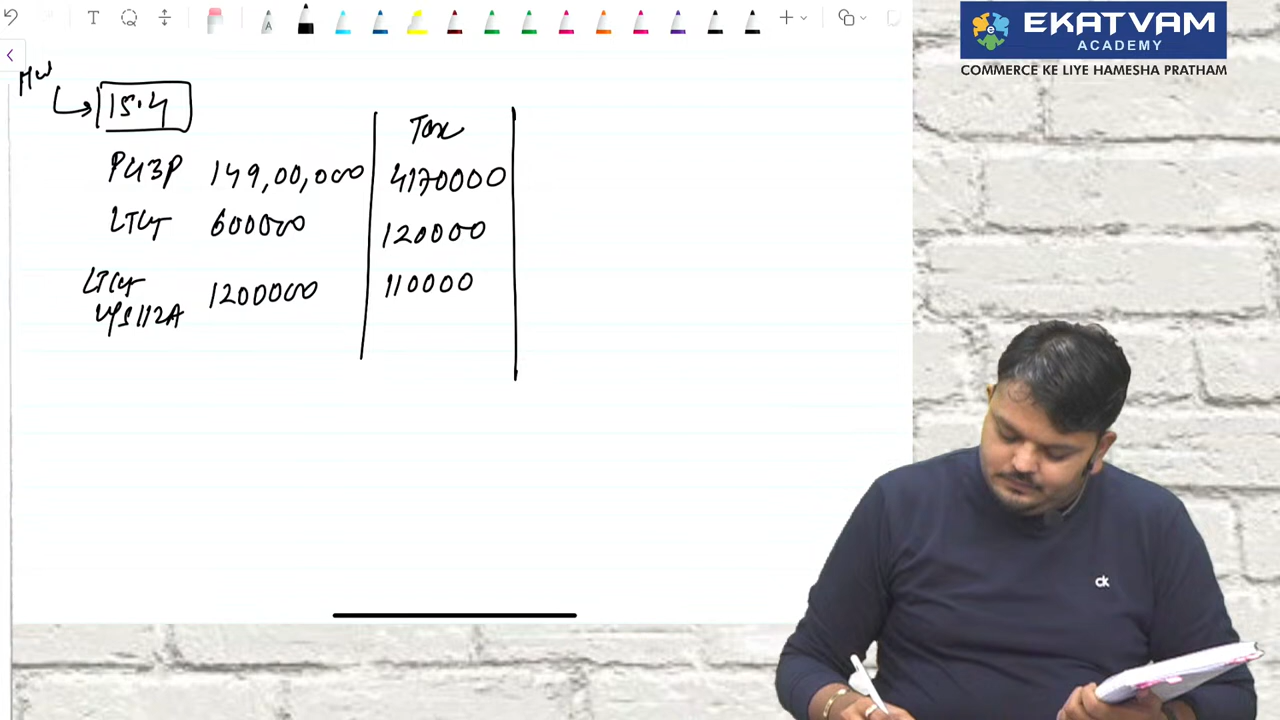 EKATVAM
ACADEMY
COMMERCE KE LIYE HAMESHA PRATHAM
HW
15.4
Tax
PGBP 149,00,000 4170000
LTCG 600000 120000
LTCG 1200000 110000
u/s 112A
T
A
ck